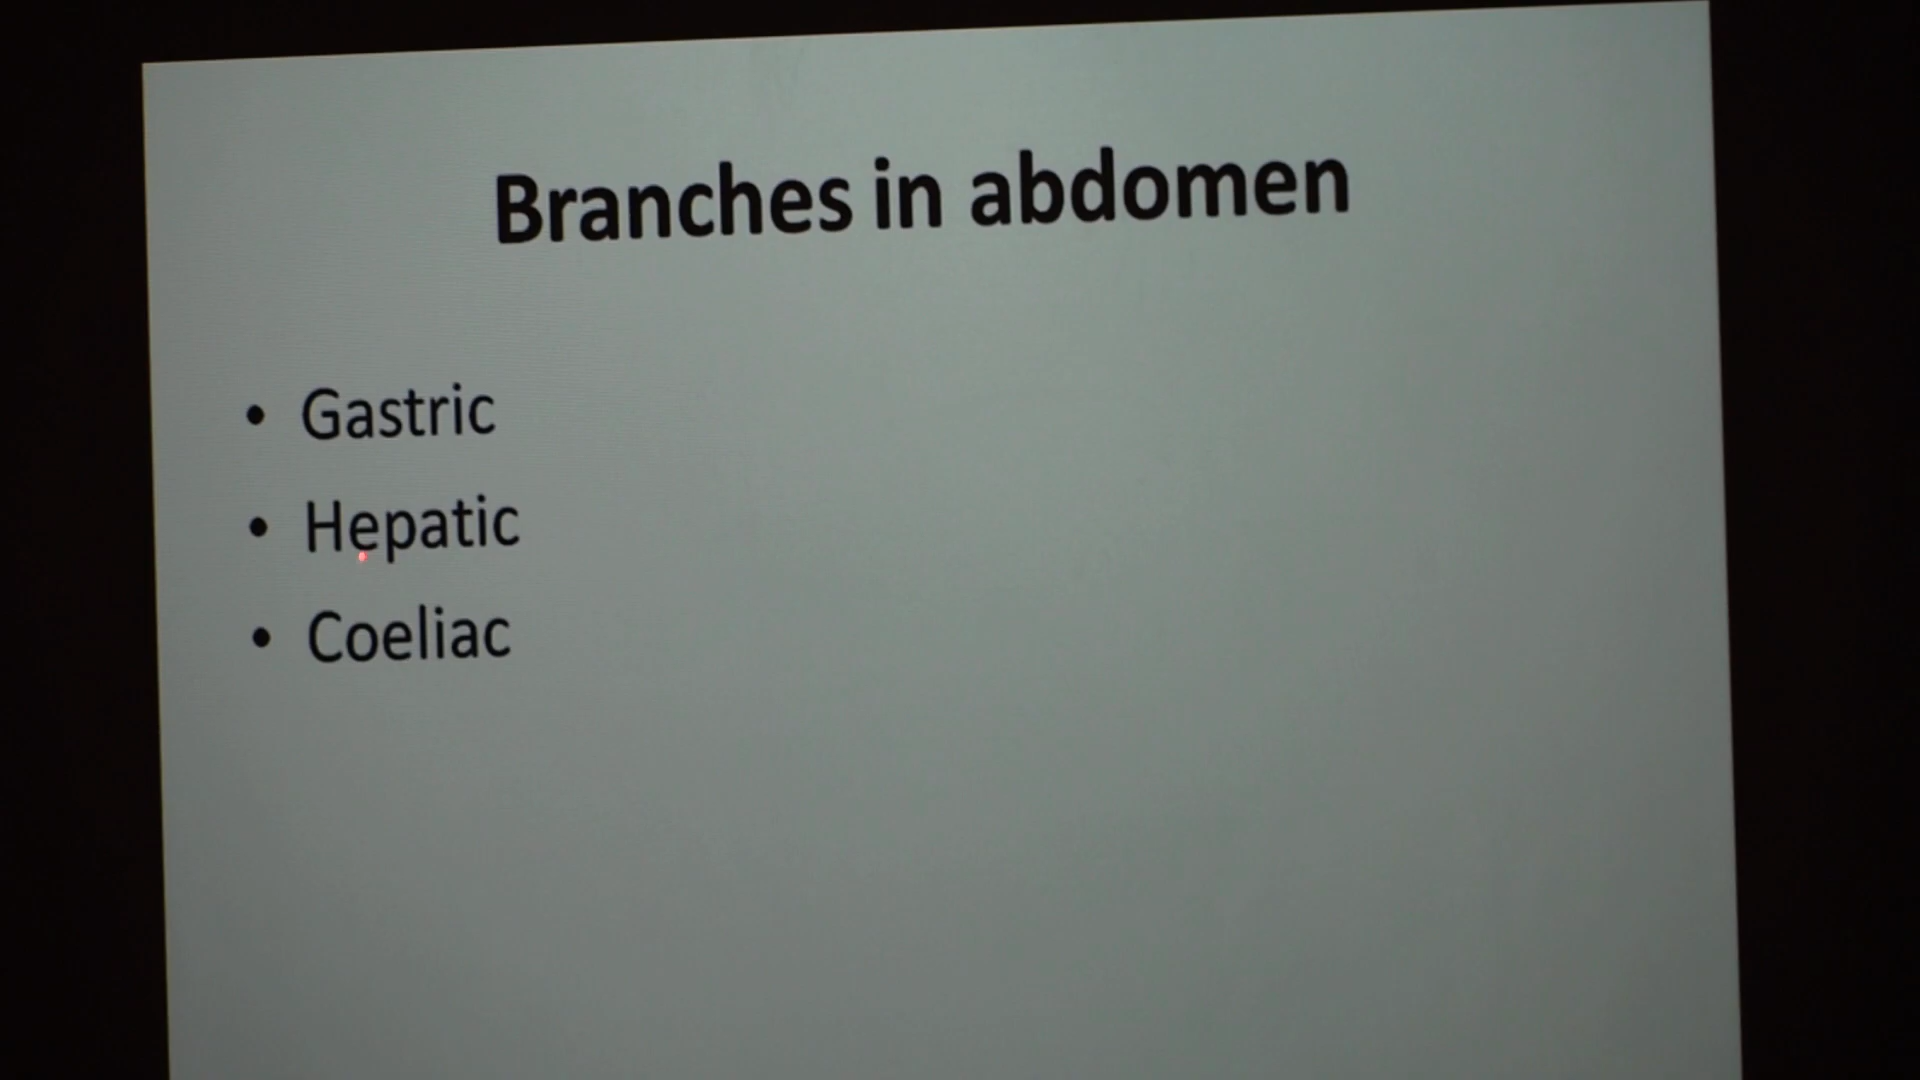 Branches in abdomen
• Gastric
• Hepatic
• Coeliac